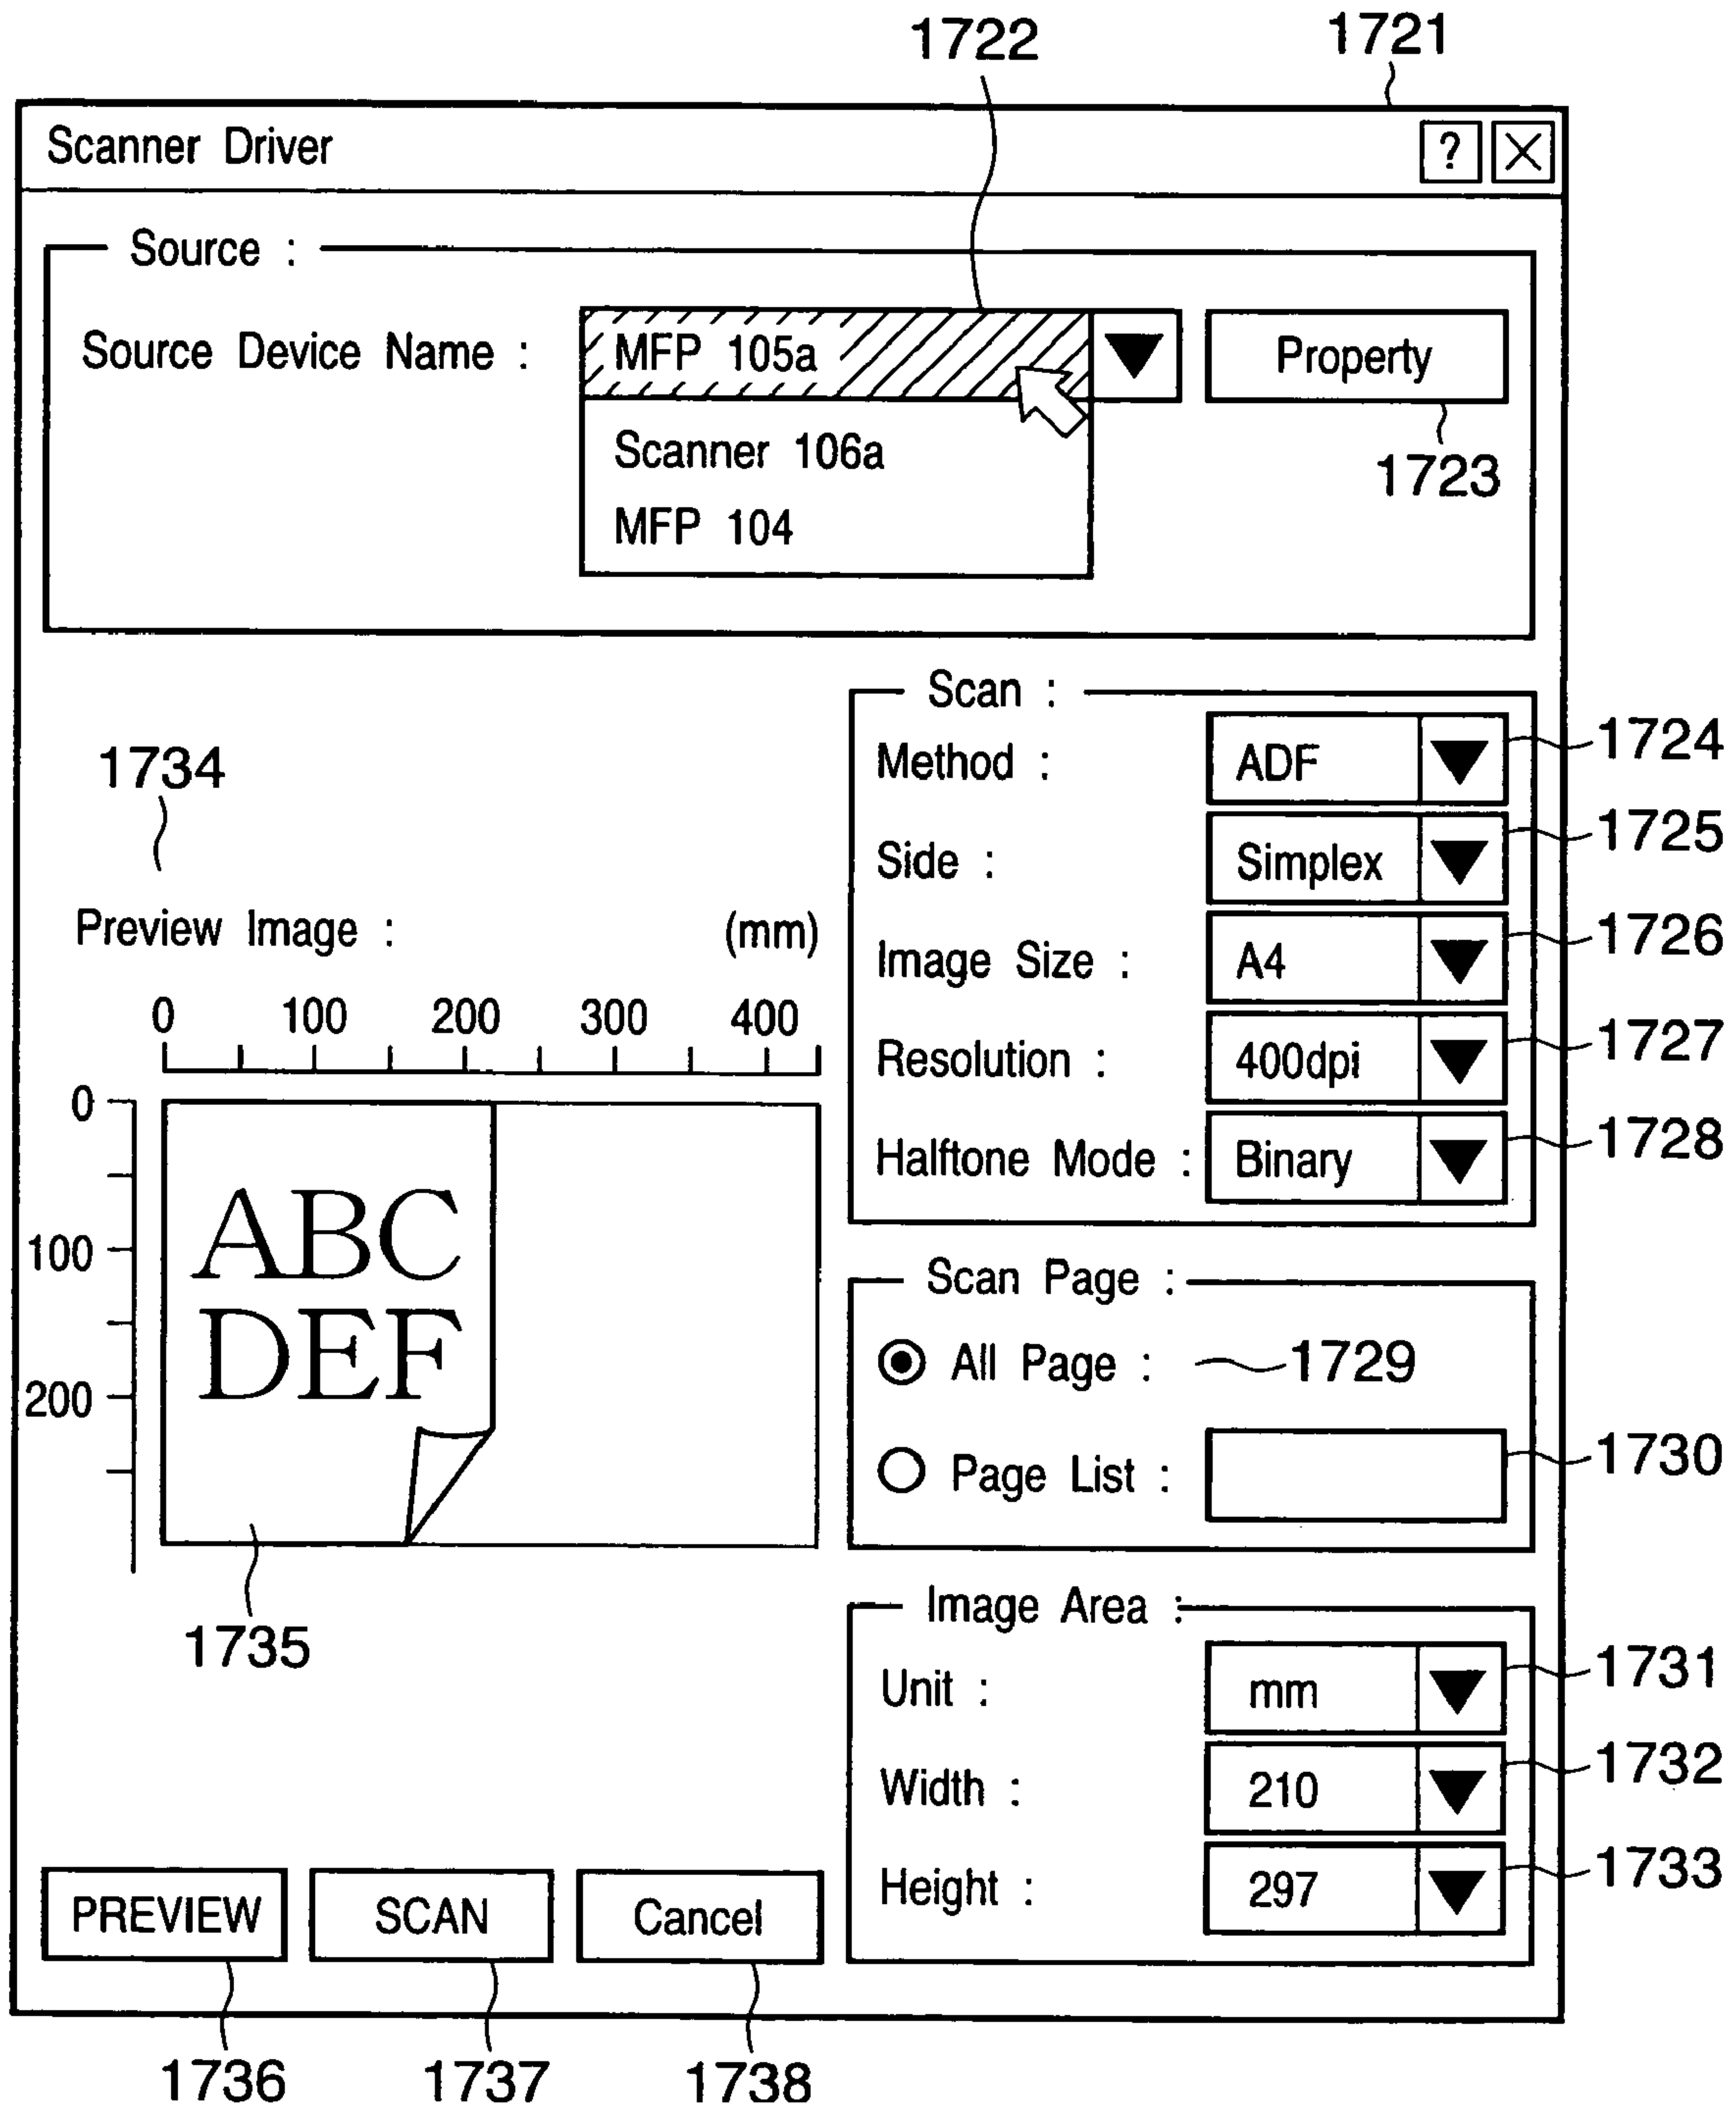 1722 1721
Scanner Driver ?
Source :
Source Device Name : MFP 105a Property
Scanner 106a
MFP 104
1723
Scan :
Method : ADF 1724
Side : Simplex 1725
Image Size : A4 1726
Resolution : 400dpi 1727
Halftone Mode : Binary 1728
1734
Preview Image : (mm)
0 100 200 300 400
0
100
200
ABC
DEF
1735
Scan Page :
All Page : 1729
Page List : 1730
Image Area :
Unit : mm 1731
Width : 210 1732
Height : 297 1733
PREVIEW SCAN Cancel
1736 1737 1738